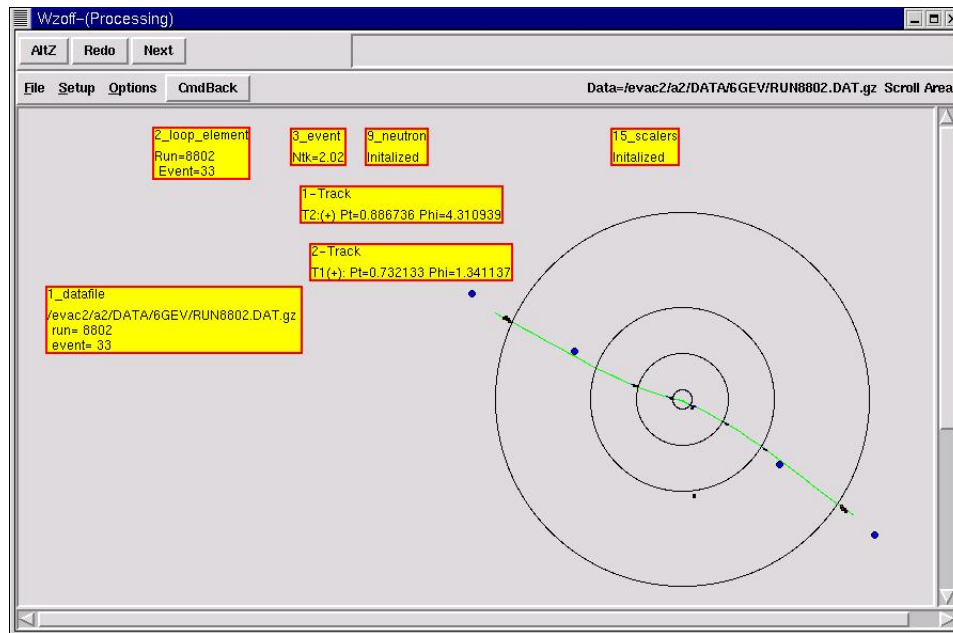 Wzoff-(Processing)
AltZ Redo Next
File Setup Options CmdBack Data=/evac2/a2/DATA/6GEV/RUN8802.DAT.gz Scroll Area
2_loop_element
Run=8802
Event=33
3_event
Ntk=2.02
9_neutron
Initalized
15_scalers
Initalized
1-Track
T2:(+) Pt=0.886736 Phi=4.310939
2-Track
T1(+): Pt=0.732133 Phi=1.341137
1_datafile
/evac2/a2/DATA/6GEV/RUN8802.DAT.gz
run= 8802
event= 33